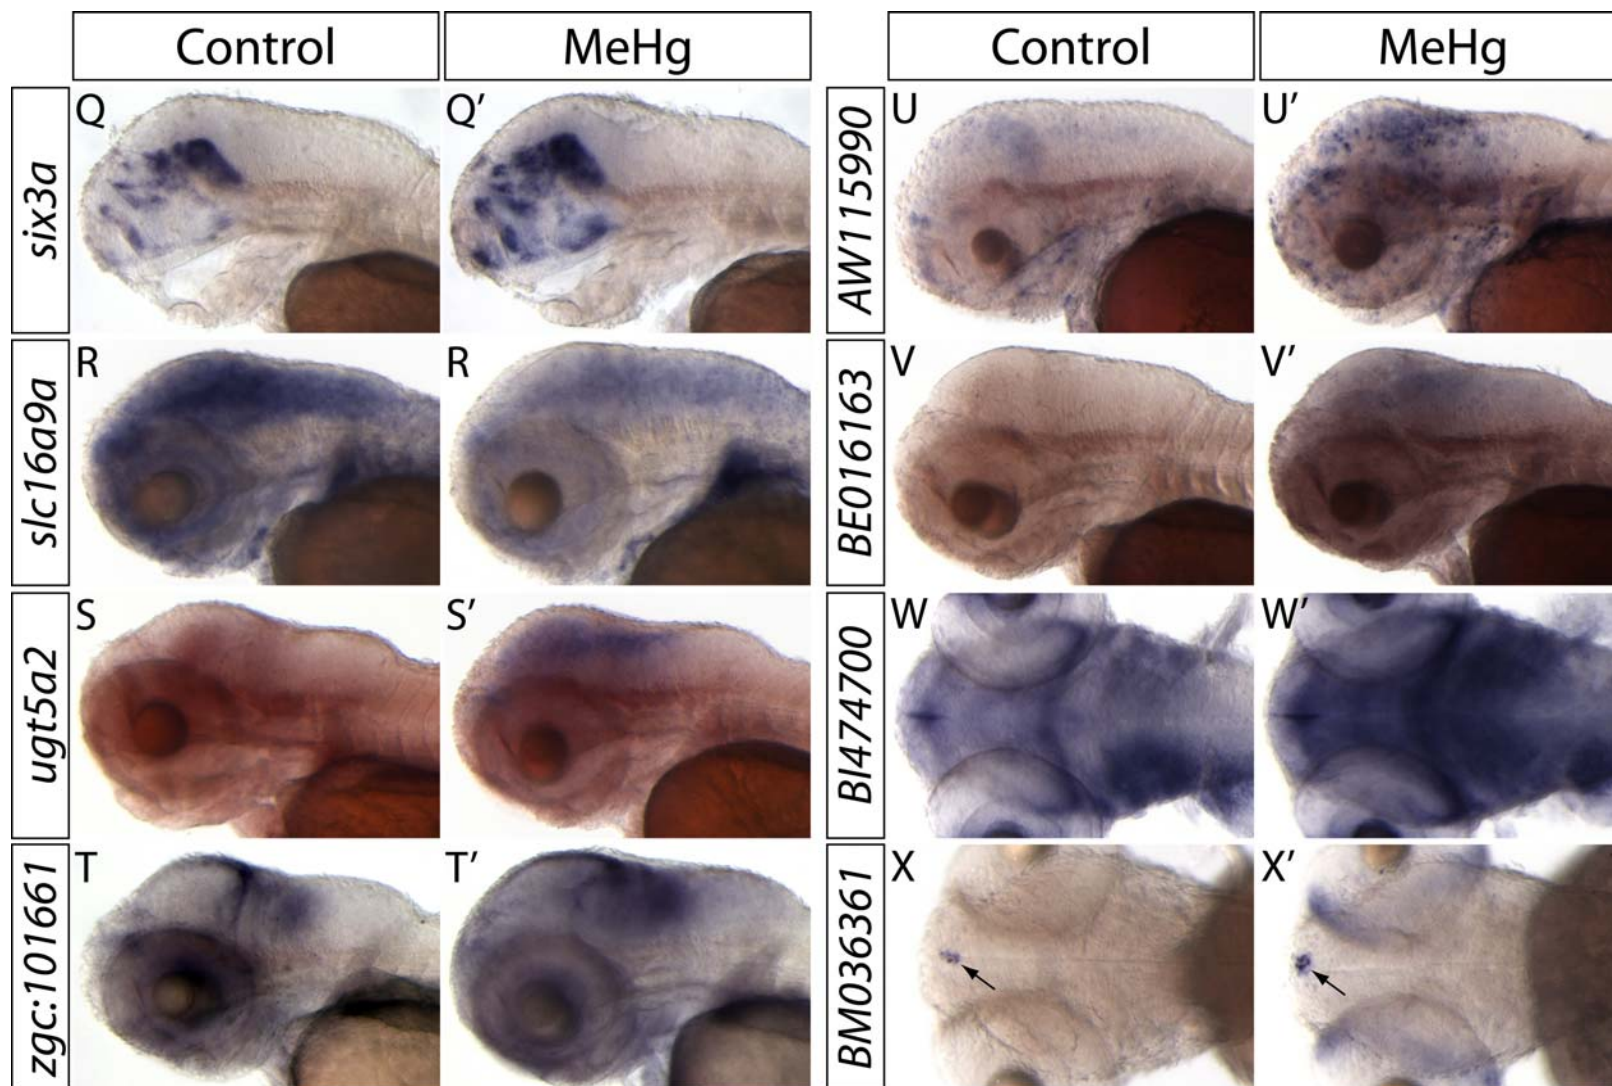 Control MeHg Control MeHg
six3a Q Q′ AW115990 U U′
slc16a9a R R BE016163 V V′
ugt5a2 S S′ BI474700 W W′
zgc:101661 T T′ BM036361 X X′